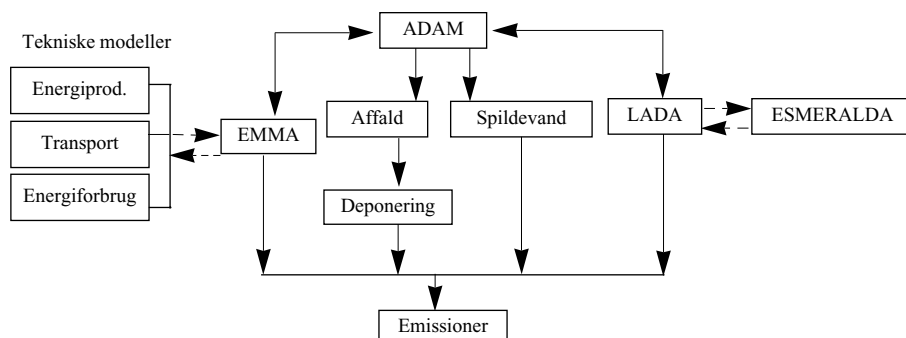 ADAM
Tekniske modeller
Energiprod.
Transport
Energiforbrug
EMMA
Affald
Spildevand
LADA
ESMERALDA
Deponering
Emissioner